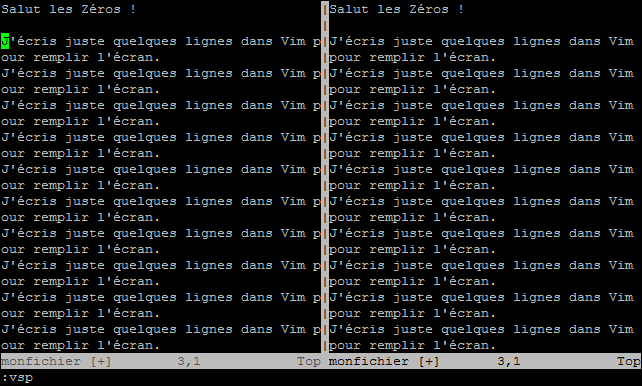 Salut les Zéros !
J'écris juste quelques lignes dans Vim p
our remplir l'écran.
J'écris juste quelques lignes dans Vim p
our remplir l'écran.
J'écris juste quelques lignes dans Vim p
our remplir l'écran.
J'écris juste quelques lignes dans Vim p
our remplir l'écran.
J'écris juste quelques lignes dans Vim p
our remplir l'écran.
J'écris juste quelques lignes dans Vim p
our remplir l'écran.
J'écris juste quelques lignes dans Vim p
our remplir l'écran.
J'écris juste quelques lignes dans Vim p
our remplir l'écran.
J'écris juste quelques lignes dans Vim p
our remplir l'écran.
J'écris juste quelques lignes dans Vim p
our remplir l'écran.
monfichier [+] 3,1 Top
Salut les Zéros !
J'écris juste quelques lignes dans Vim
pour remplir l'écran.
J'écris juste quelques lignes dans Vim
pour remplir l'écran.
J'écris juste quelques lignes dans Vim
pour remplir l'écran.
J'écris juste quelques lignes dans Vim
pour remplir l'écran.
J'écris juste quelques lignes dans Vim
pour remplir l'écran.
J'écris juste quelques lignes dans Vim
pour remplir l'écran.
J'écris juste quelques lignes dans Vim
pour remplir l'écran.
J'écris juste quelques lignes dans Vim
pour remplir l'écran.
J'écris juste quelques lignes dans Vim
pour remplir l'écran.
J'écris juste quelques lignes dans Vim
pour remplir l'écran.
monfichier [+] 3,1 Top
:vsp